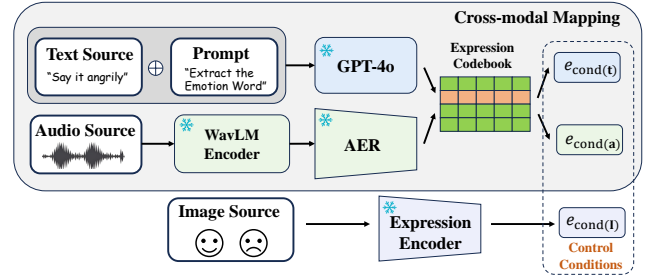 Cross-modal Mapping
Text Source
"Say it angrily"
⊕
Prompt
"Extract the
Emotion Word"
GPT-4o
Expression
Codebook
e_cond(t)
Audio Source
WavLM
Encoder
AER
e_cond(a)
Image Source
Expression
Encoder
e_cond(I)
Control
Conditions